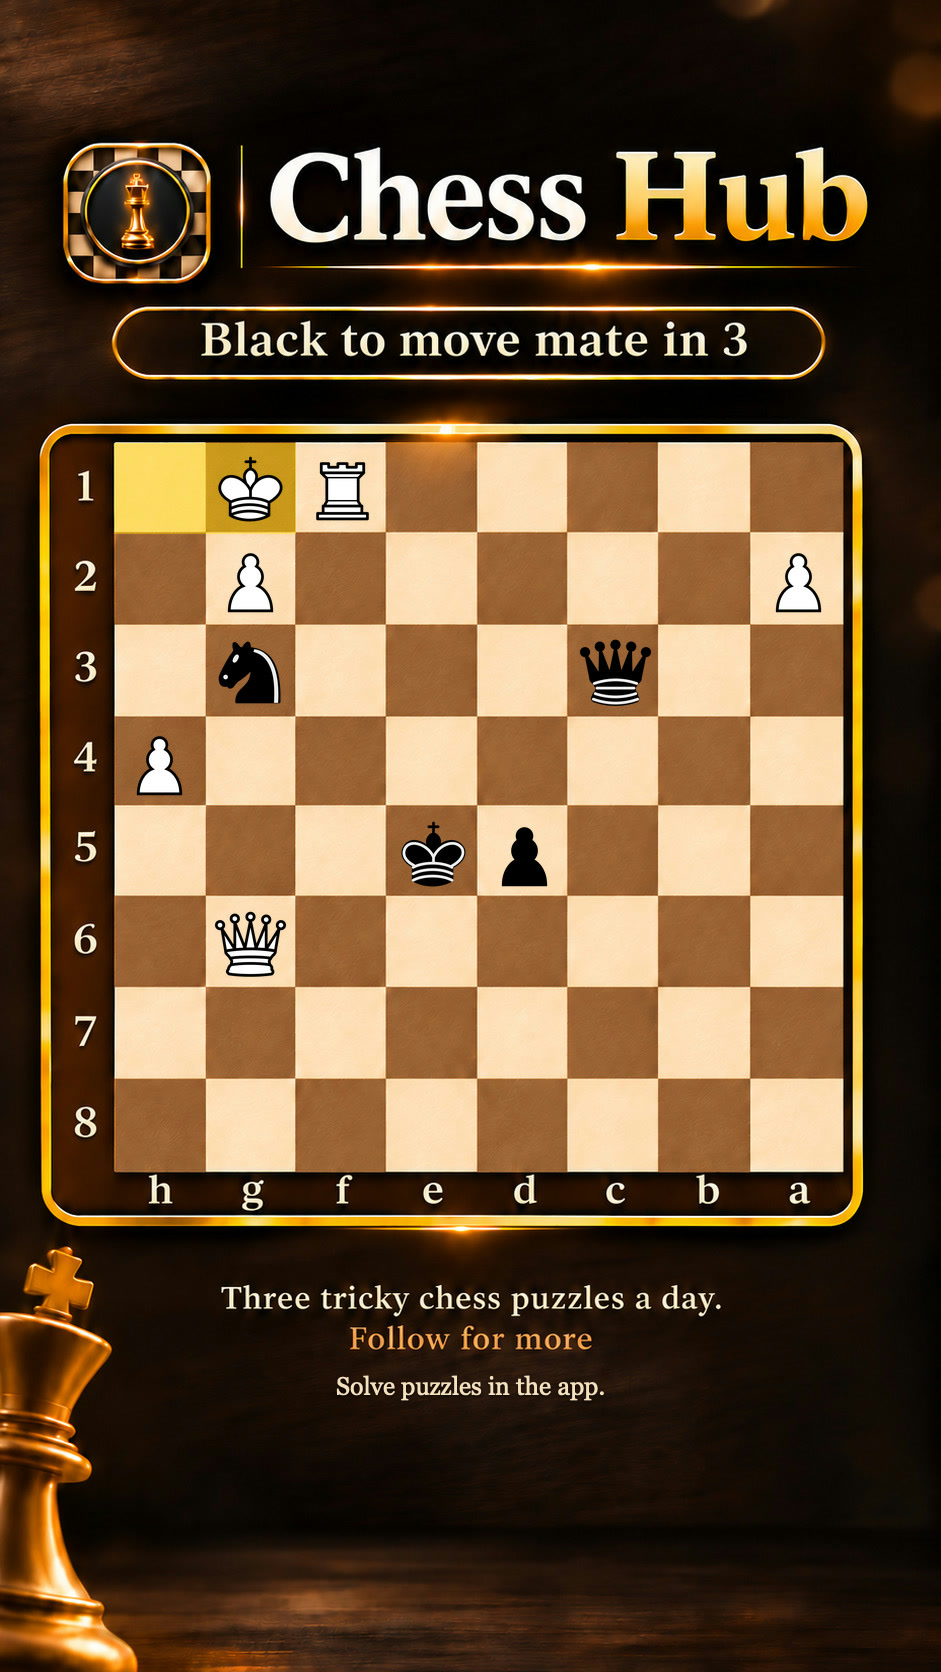 Chess Hub
Black to move mate in 3
1
2
3
4
5
6
7
8
h g f e d c b a
Three tricky chess puzzles a day.
Follow for more
Solve puzzles in the app.